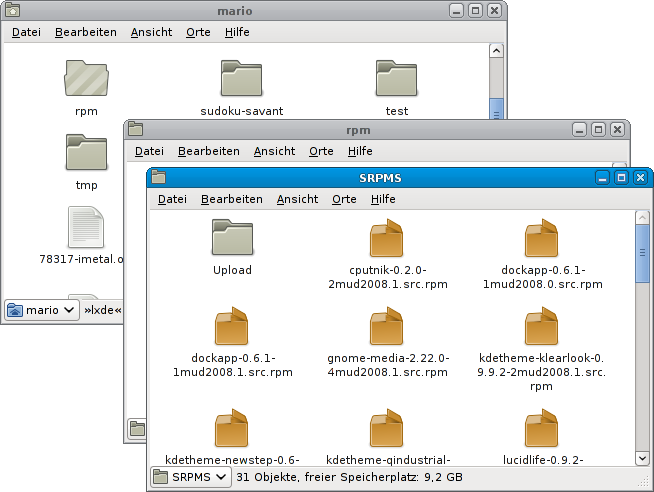 mario
Datei Bearbeiten Ansicht Orte Hilfe
rpm sudoku-savant test
tmp
78317-imetal.o
mario »lxde«
rpm
Datei Bearbeiten Ansicht Orte Hilfe
SRPMS
Datei Bearbeiten Ansicht Orte Hilfe
Upload cputnik-0.2.0- dockapp-0.6.1-
2mud2008.1.src.rpm 1mud2008.0.src.rpm
dockapp-0.6.1- gnome-media-2.22.0- kdetheme-klearlook-0.
1mud2008.1.src.rpm 4mud2008.1.src.rpm 9.9.2-2mud2008.1.src.
rpm
kdetheme-newstep-0.6- kdetheme-qindustrial- lucidlife-0.9.2-
SRPMS 31 Objekte, freier Speicherplatz: 9,2 GB